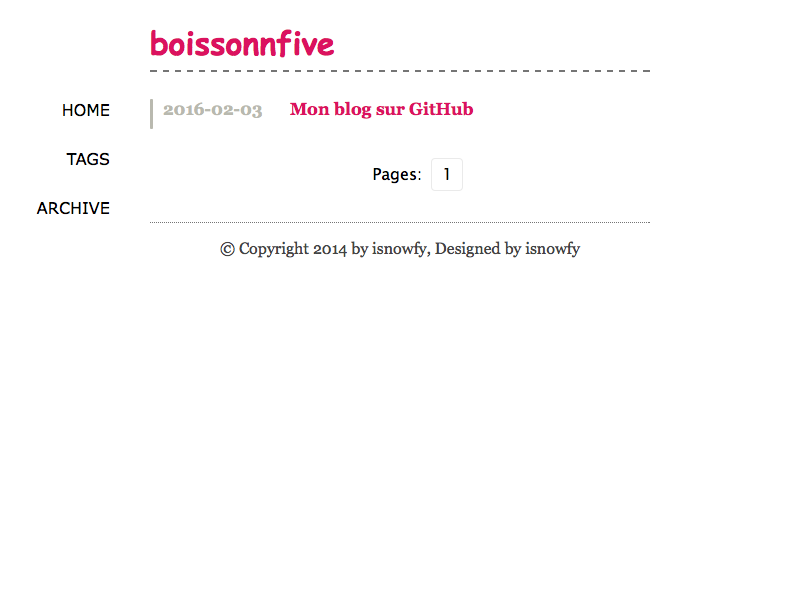 boissonnfive
HOME
TAGS
ARCHIVE
2016-02-03 Mon blog sur GitHub
Pages: 1
© Copyright 2014 by isnowfy, Designed by isnowfy